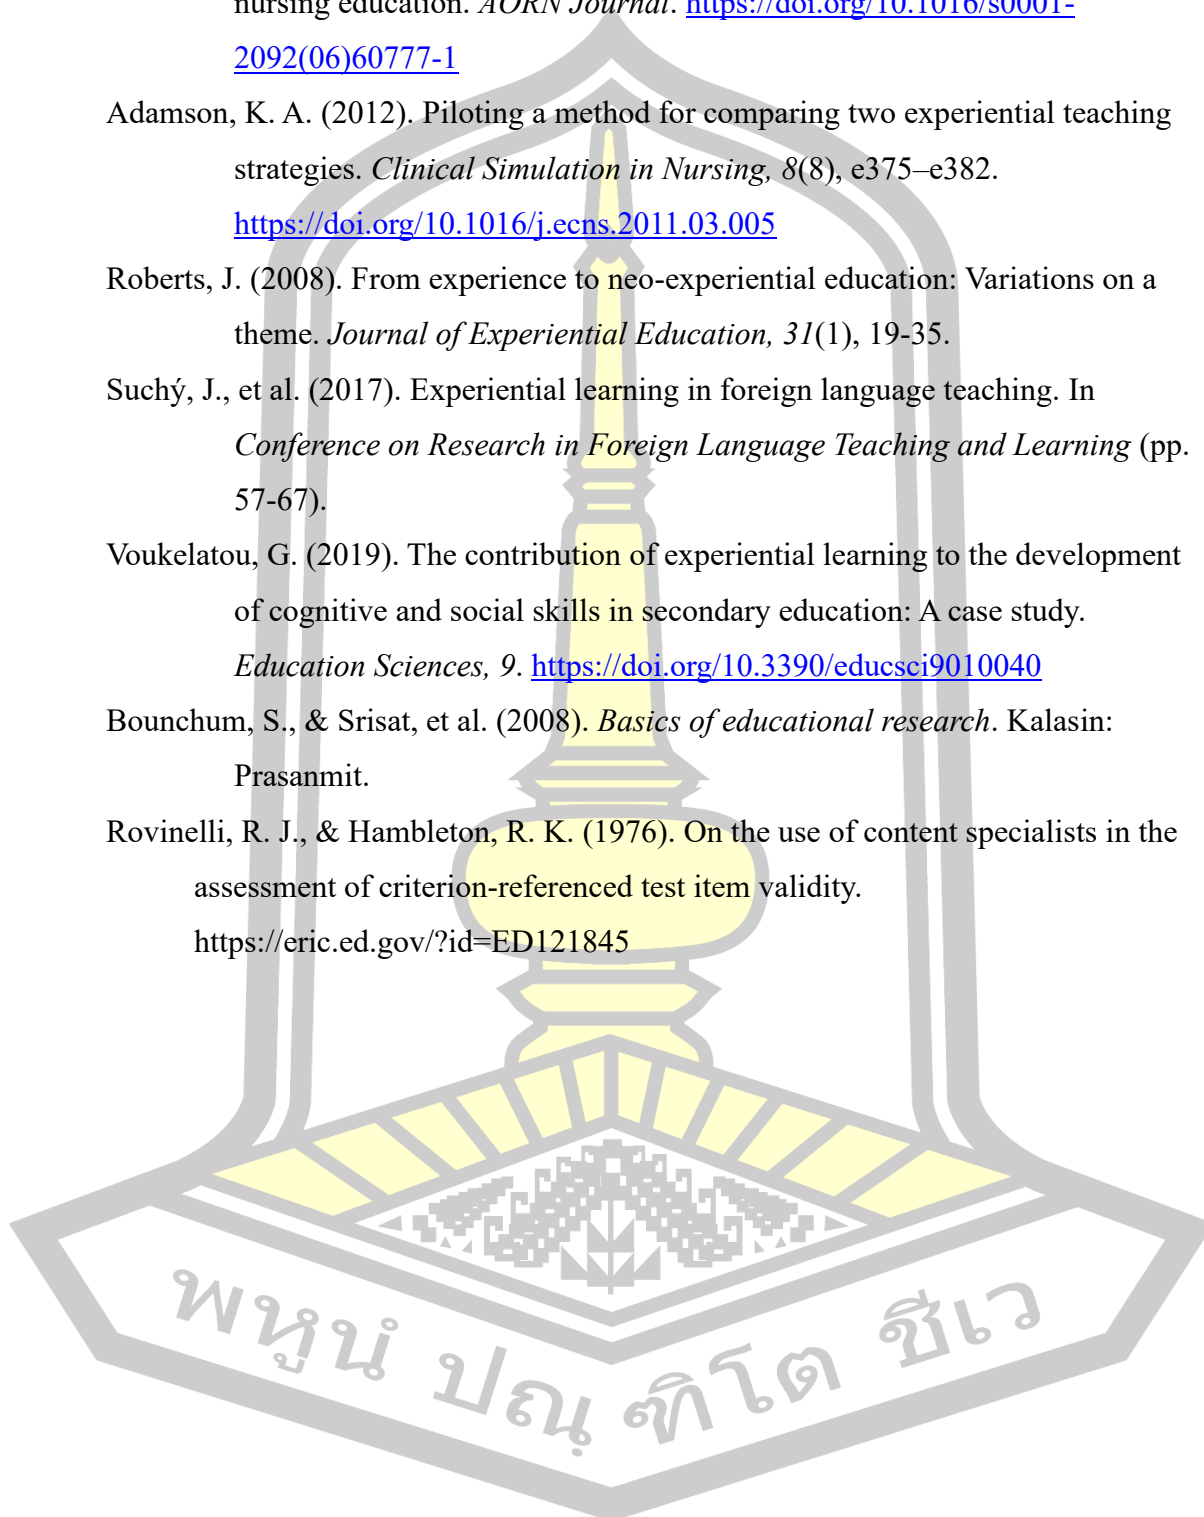 nursing education. AORN Journal. https://doi.org/10.1016/s0001-
2092(06)60777-1
Adamson, K. A. (2012). Piloting a method for comparing two experiential teaching
strategies. Clinical Simulation in Nursing, 8(8), e375–e382.
https://doi.org/10.1016/j.ecns.2011.03.005
Roberts, J. (2008). From experience to neo-experiential education: Variations on a
theme. Journal of Experiential Education, 31(1), 19-35.
Suchý, J., et al. (2017). Experiential learning in foreign language teaching. In
Conference on Research in Foreign Language Teaching and Learning (pp.
57-67).
Voukelatou, G. (2019). The contribution of experiential learning to the development
of cognitive and social skills in secondary education: A case study.
Education Sciences, 9. https://doi.org/10.3390/educsci9010040
Bounchum, S., & Srisat, et al. (2008). Basics of educational research. Kalasin:
Prasanmit.
Rovinelli, R. J., & Hambleton, R. K. (1976). On the use of content specialists in the
assessment of criterion-referenced test item validity.
https://eric.ed.gov/?id=ED121845
พหูนํ ปณฺฑิโต ชีเว